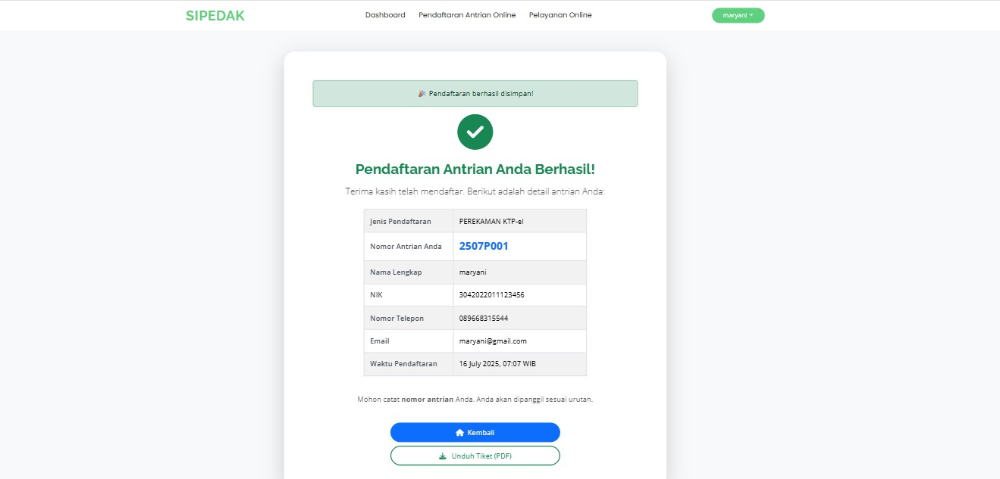 SIPEDAK
Dashboard Pendaftaran Antrian Online Pelayanan Online
maryani
Pendaftaran berhasil disimpan!
Pendaftaran Antrian Anda Berhasil!
Terima kasih telah mendaftar. Berikut adalah detail antrian Anda:
Jenis Pendaftaran PEREKAMAN KTP-el
Nomor Antrian Anda 2507P001
Nama Lengkap maryani
NIK 3042022011123456
Nomor Telepon 089668315544
Email maryani@gmail.com
Waktu Pendaftaran 16 July 2025, 07:07 WIB
Mohon catat nomor antrian Anda. Anda akan dipanggil sesuai urutan.
Kembali
Unduh Tiket (PDF)